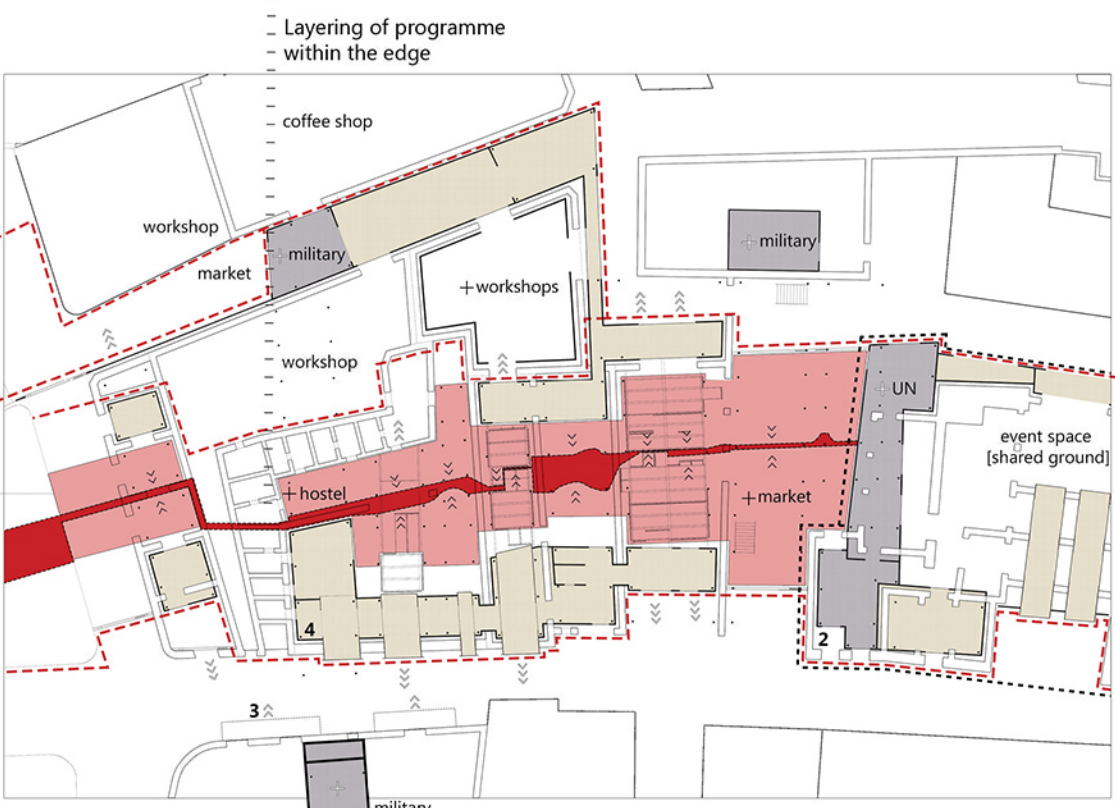 Layering of programme
within the edge
coffee shop
workshop
military
military
market
workshops
workshop
UN
event space
[shared ground]
hostel
market
4
2
3
military